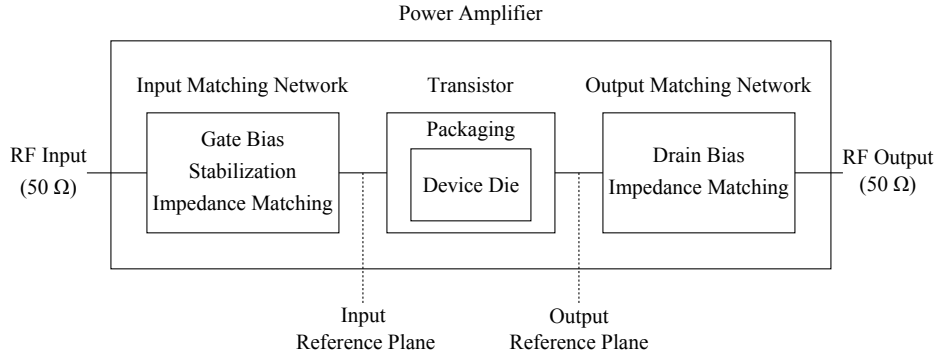 Power Amplifier
Input Matching Network
Transistor
Output Matching Network
RF Input
(50 Ω)
Gate Bias
Stabilization
Impedance Matching
Packaging
Device Die
Drain Bias
Impedance Matching
RF Output
(50 Ω)
Input
Reference Plane
Output
Reference Plane